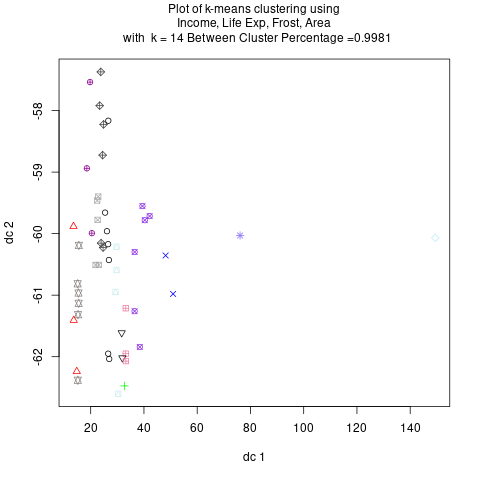 Plot of k-means clustering using
Income, Life Exp, Frost, Area
with k = 14 Between Cluster Percentage =0.9981
-58
-59
-60
-61
-62
dc 2
20 40 60 80 100 120 140
dc 1